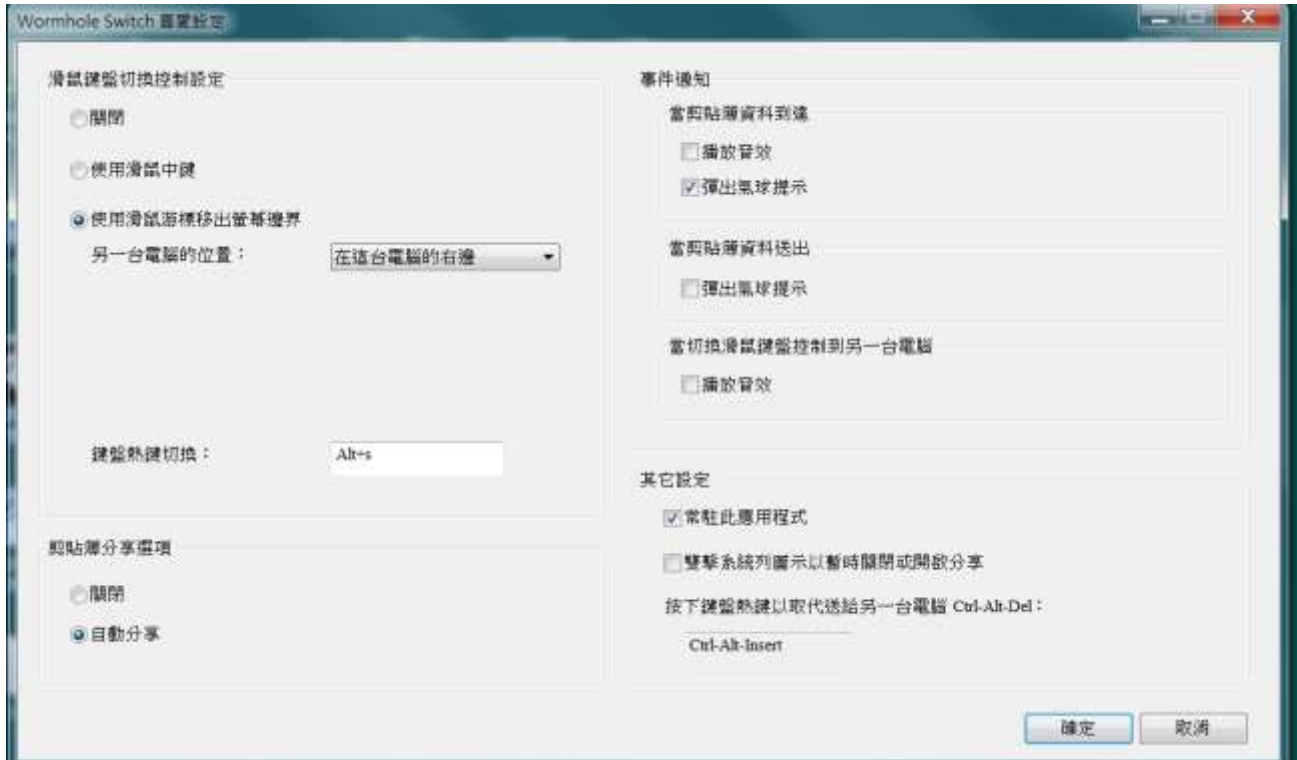 Wormhole Switch 裝置設定
滑鼠鍵盤切換控制設定
關閉
使用滑鼠中鍵
使用滑鼠游標移出螢幕邊界
另一台電腦的位置：
在這台電腦的右邊
鍵盤熱鍵切換：
Alt+s
剪貼簿分享選項
關閉
自動分享
事件通知
當剪貼簿資料到達
播放音效
彈出氣球提示
當剪貼簿資料送出
彈出氣球提示
當切換滑鼠鍵盤控制到另一台電腦
播放音效
其它設定
常駐此應用程式
雙擊系統列圖示以暫時關閉或開啟分享
按下鍵盤熱鍵以取代送給另一台電腦 Ctrl-Alt-Del：
Ctrl-Alt-Insert
確定
取消